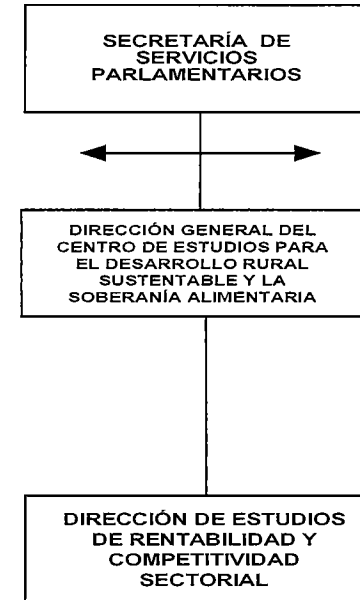 SECRETARÍA DE
SERVICIOS
PARLAMENTARIOS
DIRECCIÓN GENERAL DEL
CENTRO DE ESTUDIOS PARA
EL DESARROLLO RURAL
SUSTENTABLE Y LA
SOBERANÍA ALIMENTARIA
DIRECCIÓN DE ESTUDIOS
DE RENTABILIDAD Y
COMPETITIVIDAD
SECTORIAL